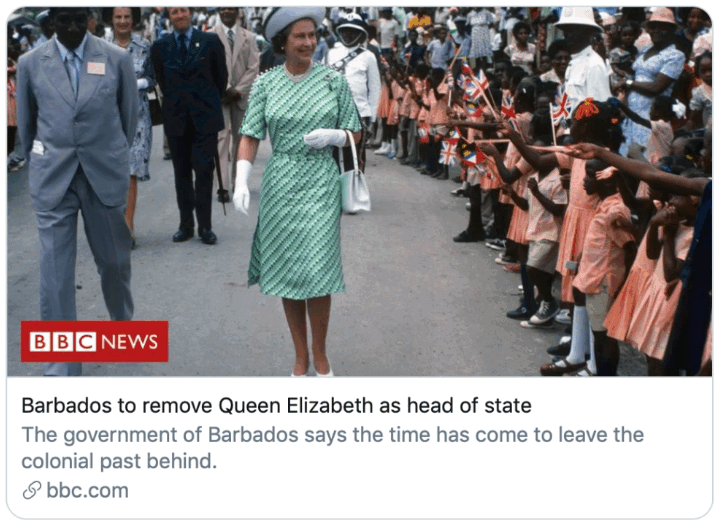 BBC NEWS
Barbados to remove Queen Elizabeth as head of state
The government of Barbados says the time has come to leave the
colonial past behind.
bbc.com